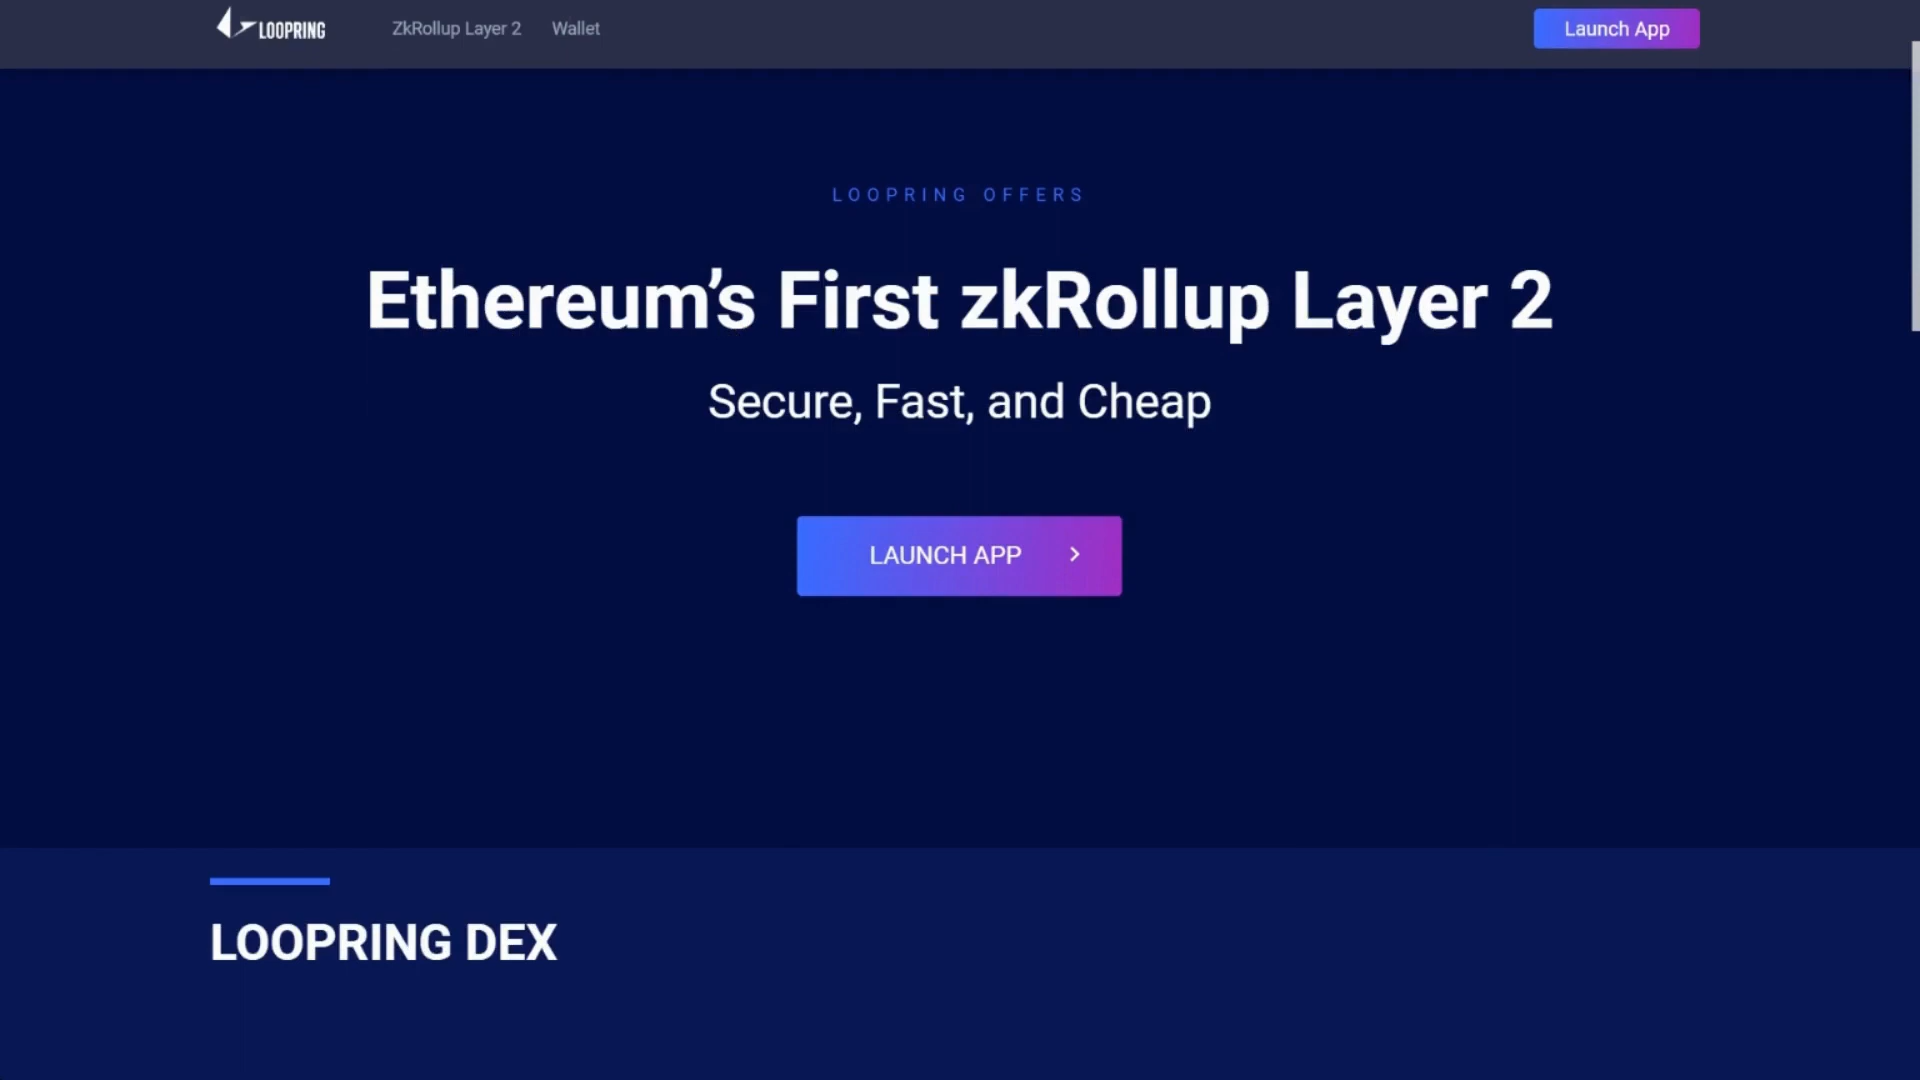 LOOPRING
ZkRollup Layer 2
Wallet
Launch App
LOOPRING OFFERS
Ethereum’s First zkRollup Layer 2
Secure, Fast, and Cheap
LAUNCH APP
LOOPRING DEX